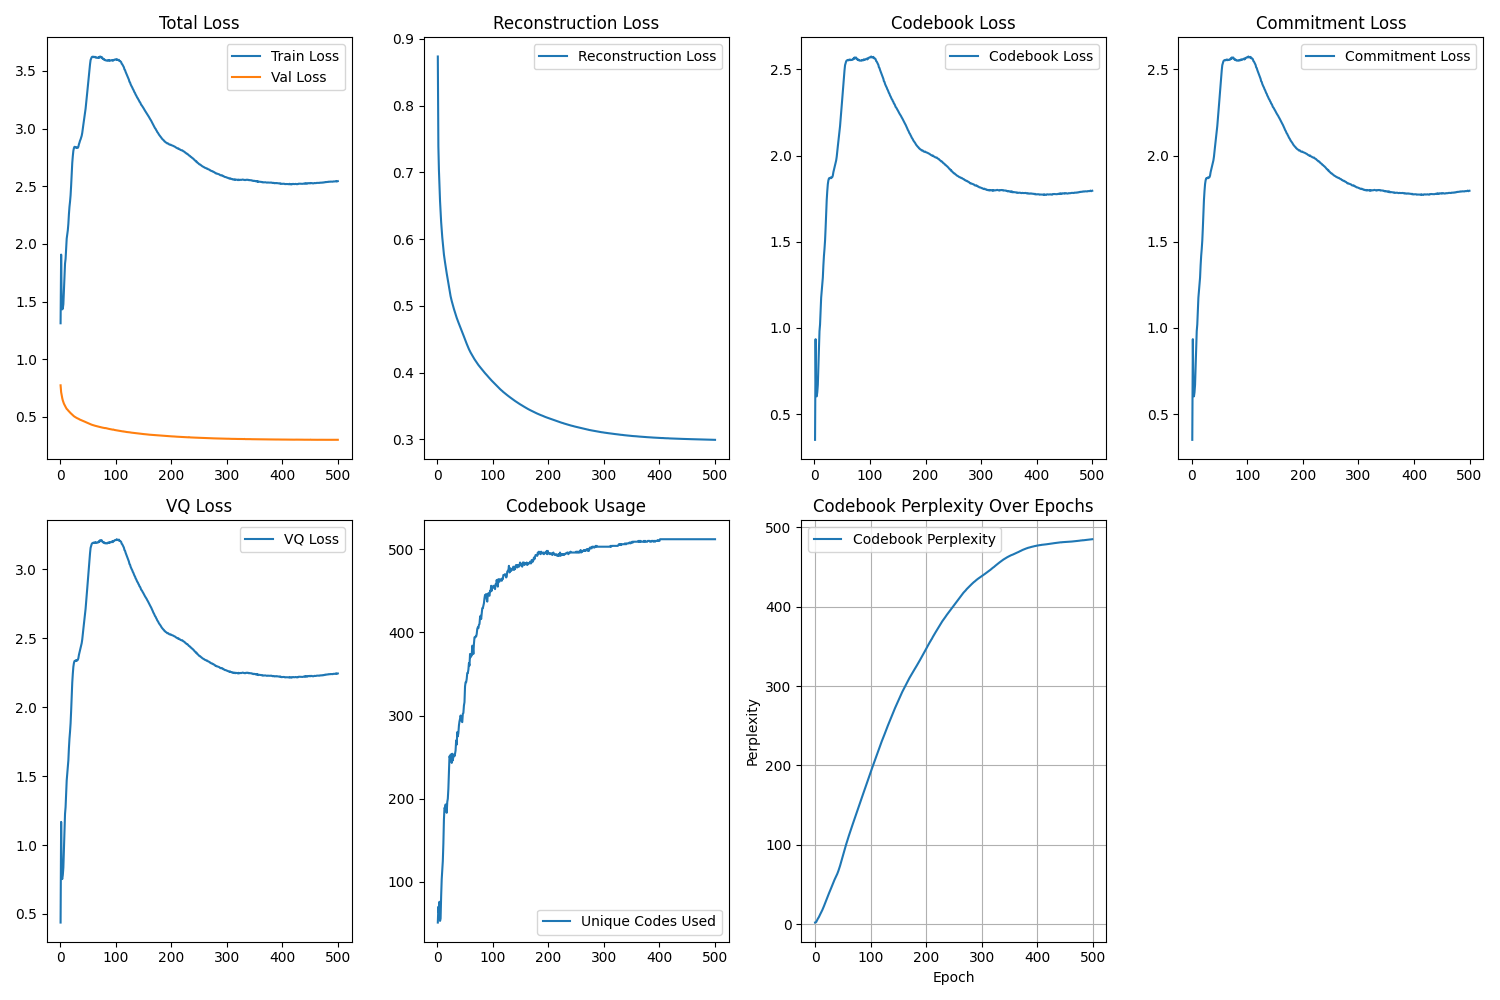 Total Loss
Train Loss
Val Loss
3.5
3.0
2.5
2.0
1.5
1.0
0.5
0 100 200 300 400 500
Reconstruction Loss
Reconstruction Loss
0.9
0.8
0.7
0.6
0.5
0.4
0.3
0 100 200 300 400 500
Codebook Loss
Codebook Loss
2.5
2.0
1.5
1.0
0.5
0 100 200 300 400 500
Commitment Loss
Commitment Loss
2.5
2.0
1.5
1.0
0.5
0 100 200 300 400 500
VQ Loss
VQ Loss
3.0
2.5
2.0
1.5
1.0
0.5
0 100 200 300 400 500
Codebook Usage
500
400
300
200
100
Unique Codes Used
0 100 200 300 400 500
Codebook Perplexity Over Epochs
Codebook Perplexity
Perplexity
500
400
300
200
100
0
0 100 200 300 400 500
Epoch